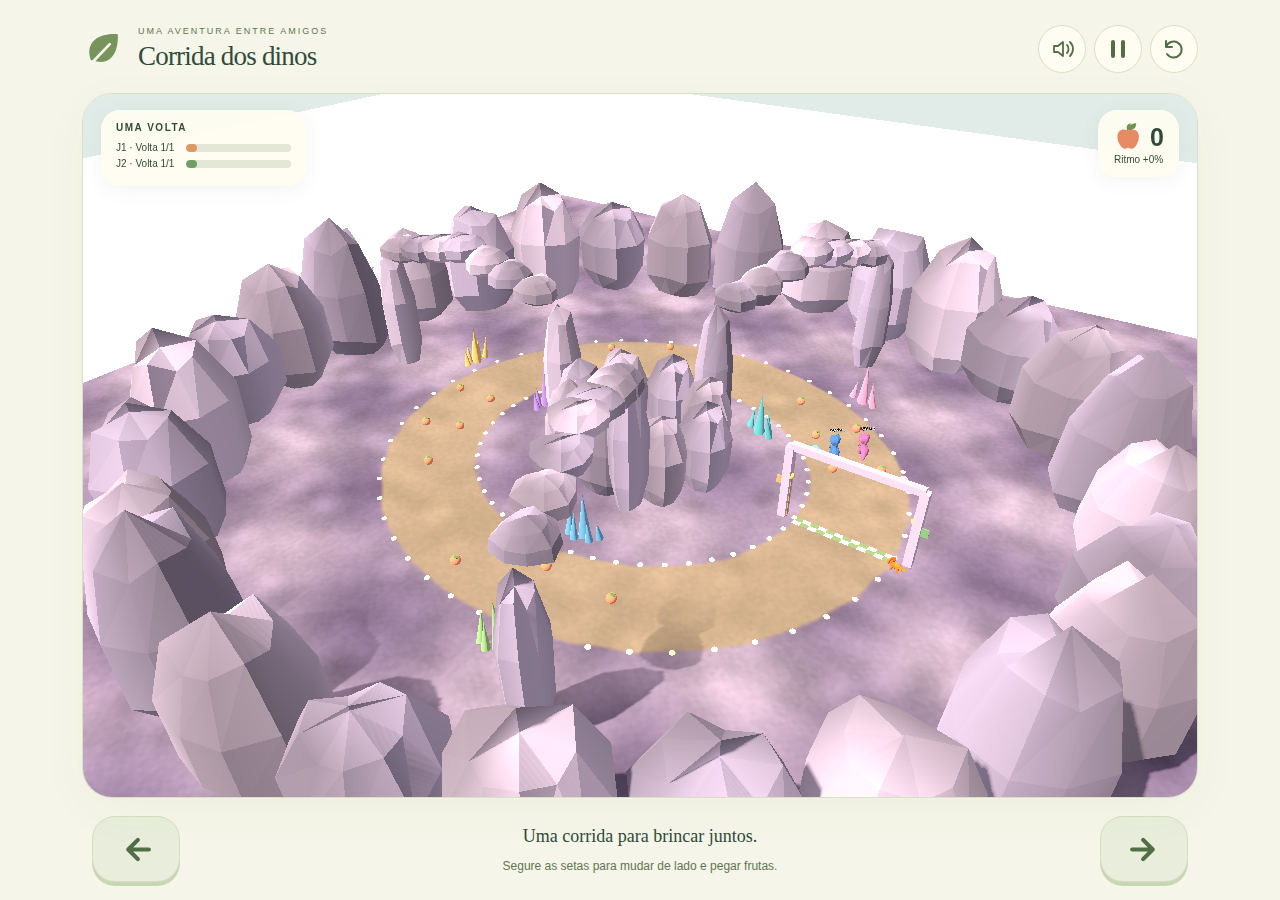 UMA AVENTURA ENTRE AMIGOS
Corrida dos dinos
UMA VOLTA
J1 · Volta 1/1
J2 · Volta 1/1
0
Ritmo +0%
Uma corrida para brincar juntos.
Segure as setas para mudar de lado e pegar frutas.